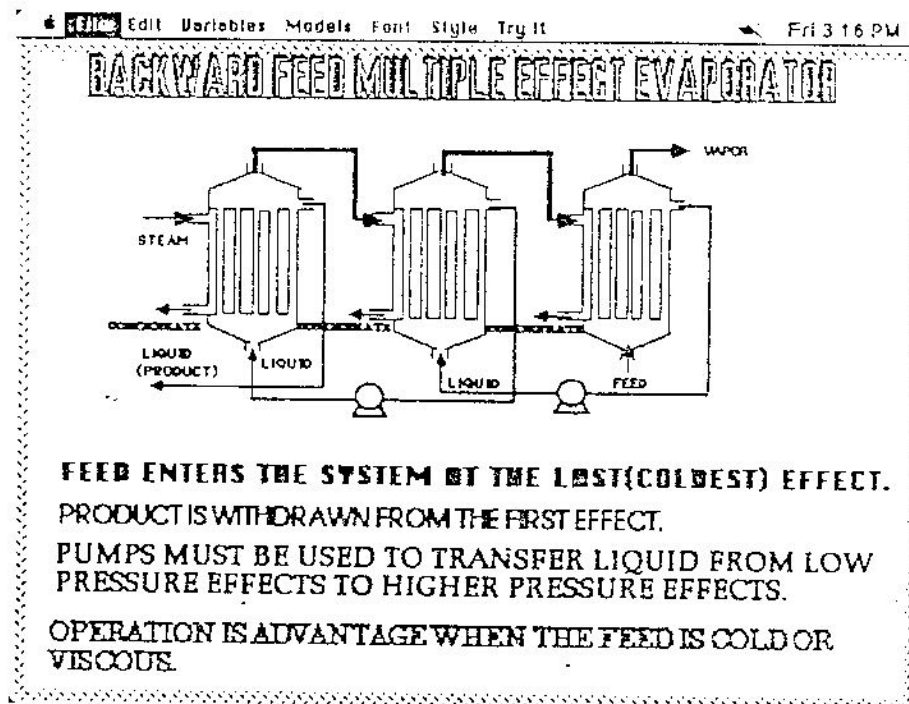 Edit Variables Models Font Style Try It Fri 3 16 PM
BACKWARD FEED MULTIPLE EFFECT EVAPORATOR
VAPOR
STEAM
CONDENSATE CONDENSATE CONDENSATE
LIQUID
(PRODUCT)
LIQUID
LIQUID
FEED
FEED ENTERS THE SYSTEM AT THE LAST(COLDEST) EFFECT.
PRODUCT IS WITHDRAWN FROM THE FIRST EFFECT.
PUMPS MUST BE USED TO TRANSFER LIQUID FROM LOW
PRESSURE EFFECTS TO HIGHER PRESSURE EFFECTS.
OPERATION IS ADVANTAGE WHEN THE FEED IS COLD OR
VISCOUS.